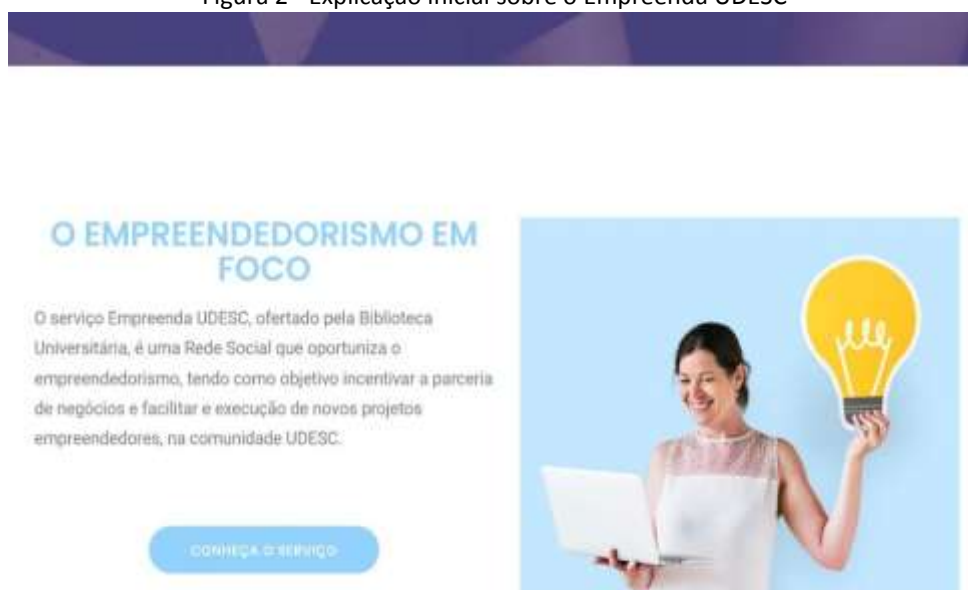 Figura 2 - Explicação inicial sobre o Empreenda UDESC
O EMPREENDEDORISMO EM
FOCO
O serviço Empreenda UDESC, ofertado pela Biblioteca
Universitária, é uma Rede Social que oportuniza o
empreendedorismo, tendo como objetivo incentivar a parceria
de negócios e facilitar e execução de novos projetos
empreendedores, na comunidade UDESC.
CONHEÇA O SERVIÇO